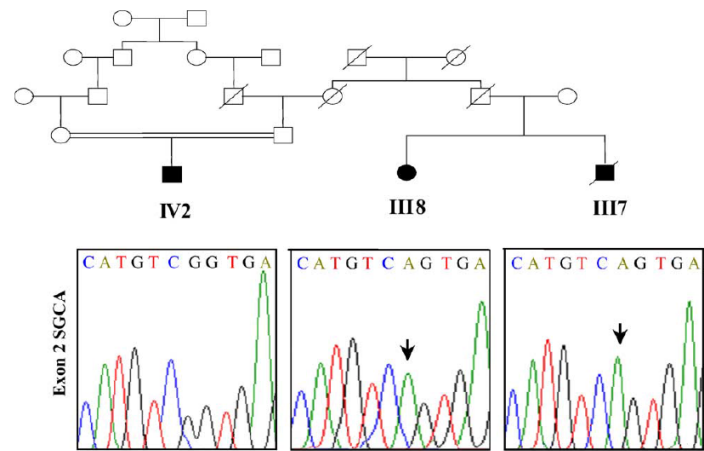 IV2 III8 III7
Exon 2 SGCA
CATGTCGGTGA CATGTCAGTGA CATGTCAGTGA